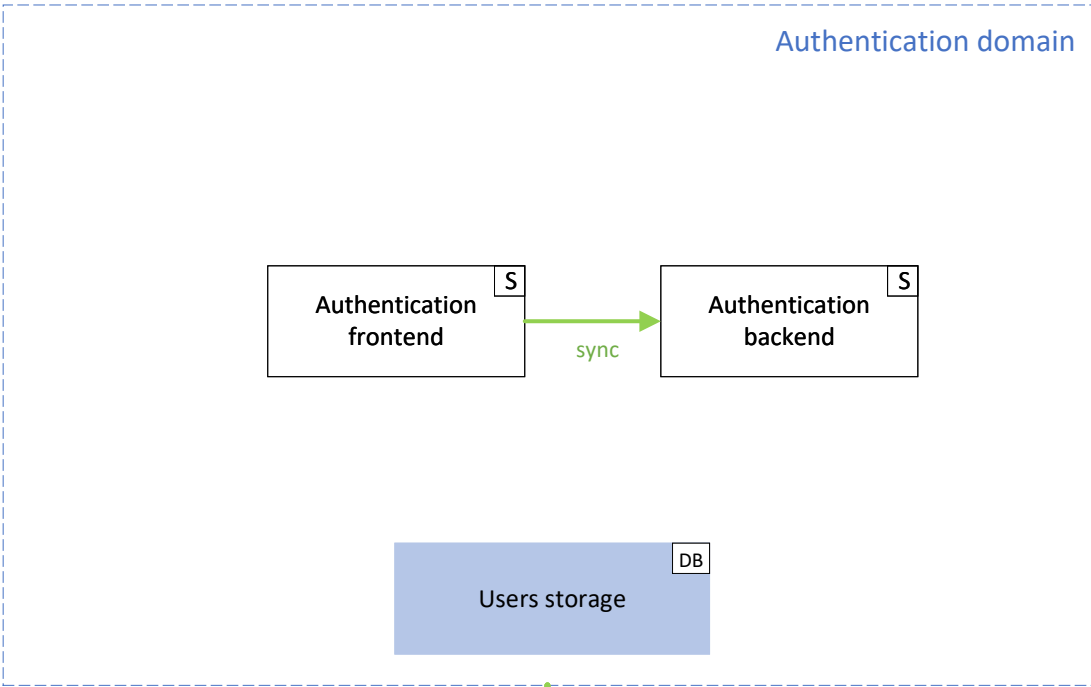 Authentication domain
S
Authentication
frontend
sync
S
Authentication
backend
DB
Users storage